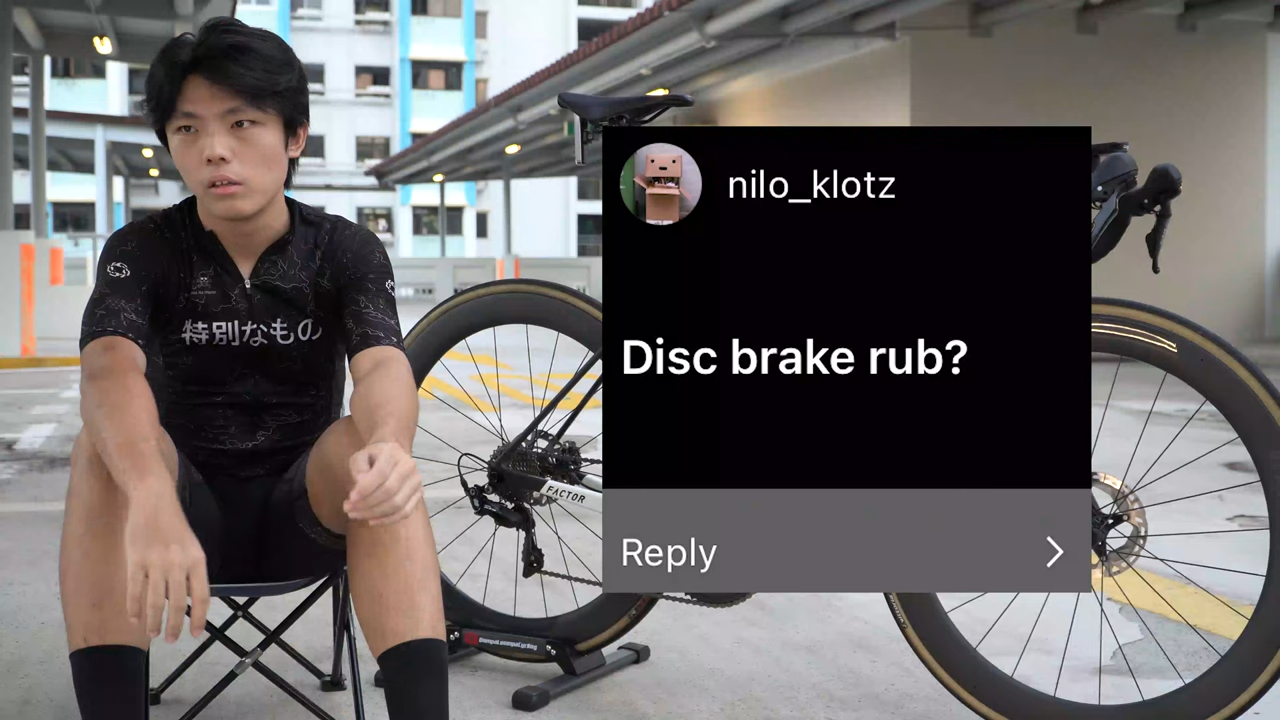 nilo_klotz
Disc brake rub?
Reply
特別なもの
FACTOR